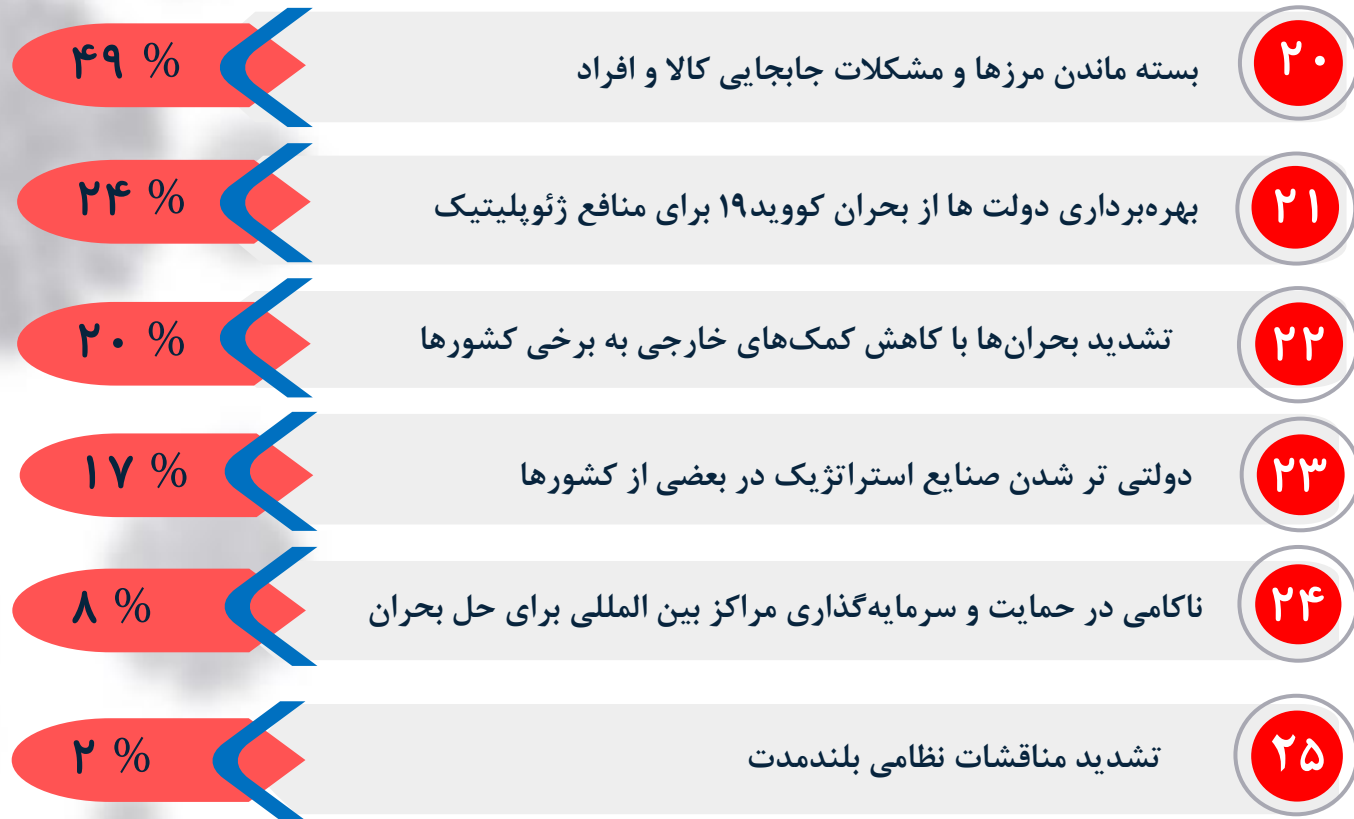 ۲۰ بسته ماندن مرزها و مشکلات جابجایی کالا و افراد ۴۹ %
۲۱ بهره‌برداری دولت ها از بحران کووید۱۹ برای منافع ژئوپلیتیک ۲۴ %
۲۲ تشدید بحران‌ها با کاهش کمک‌های خارجی به برخی کشورها ۲۰ %
۲۳ دولتی تر شدن صنایع استراتژیک در بعضی از کشورها ۱۷ %
۲۴ ناکامی در حمایت و سرمایه‌گذاری مراکز بین المللی برای حل بحران ۸ %
۲۵ تشدید مناقشات نظامی بلندمدت ۲ %